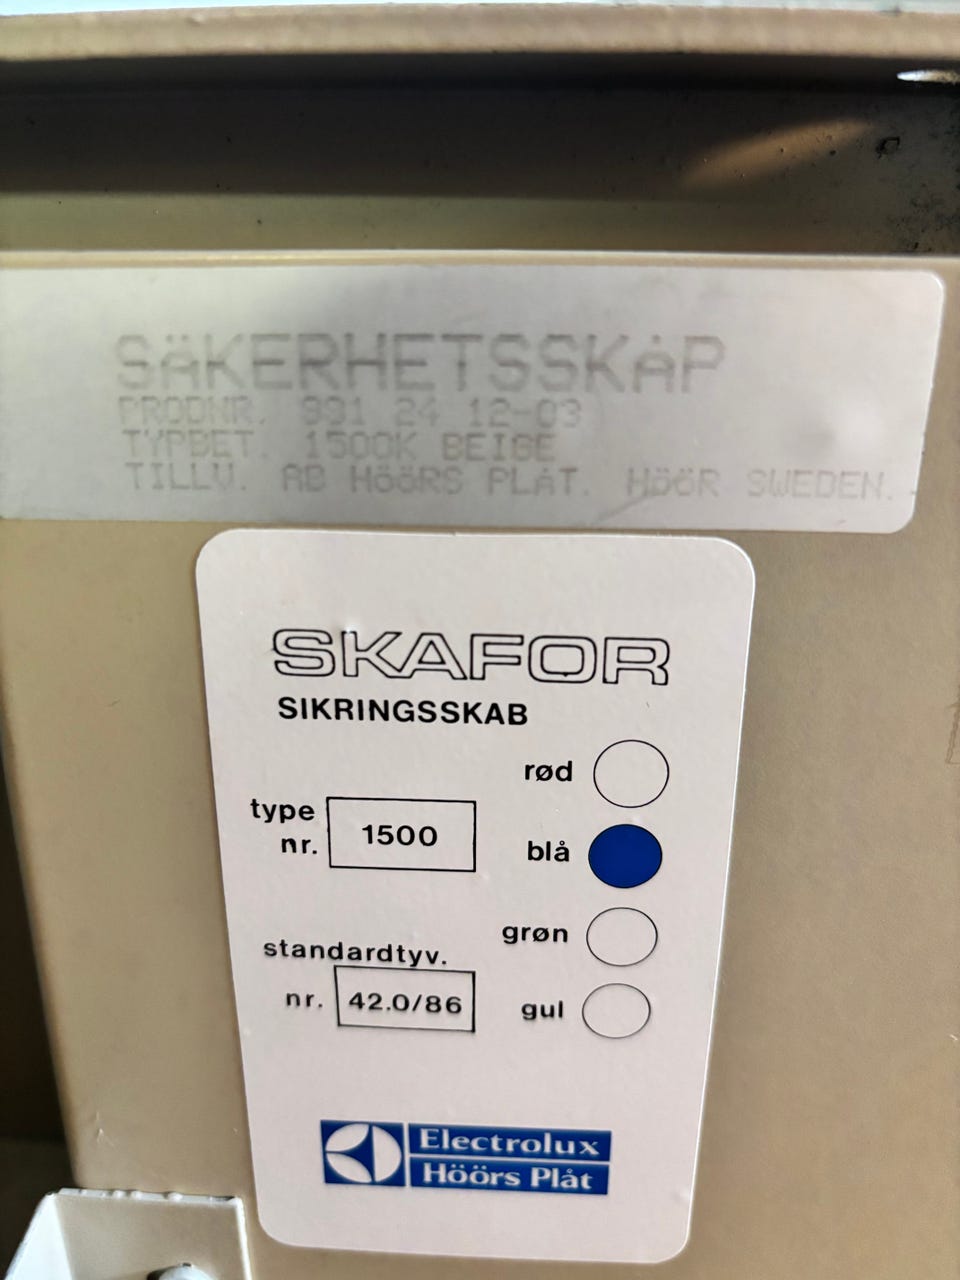 SÄKERHETSSKÅP
PRODNR. 991 24 12-03
TYPBET. 1500K BEIGE
TILLV. AB HÖÖRS PLÅT. HÖÖR SWEDEN.
SKAFOR
SIKRINGSSKAB
rød
type
nr. 1500
blå
grøn
standardtyv.
nr. 42.0/86
gul
Electrolux
Höörs Plåt